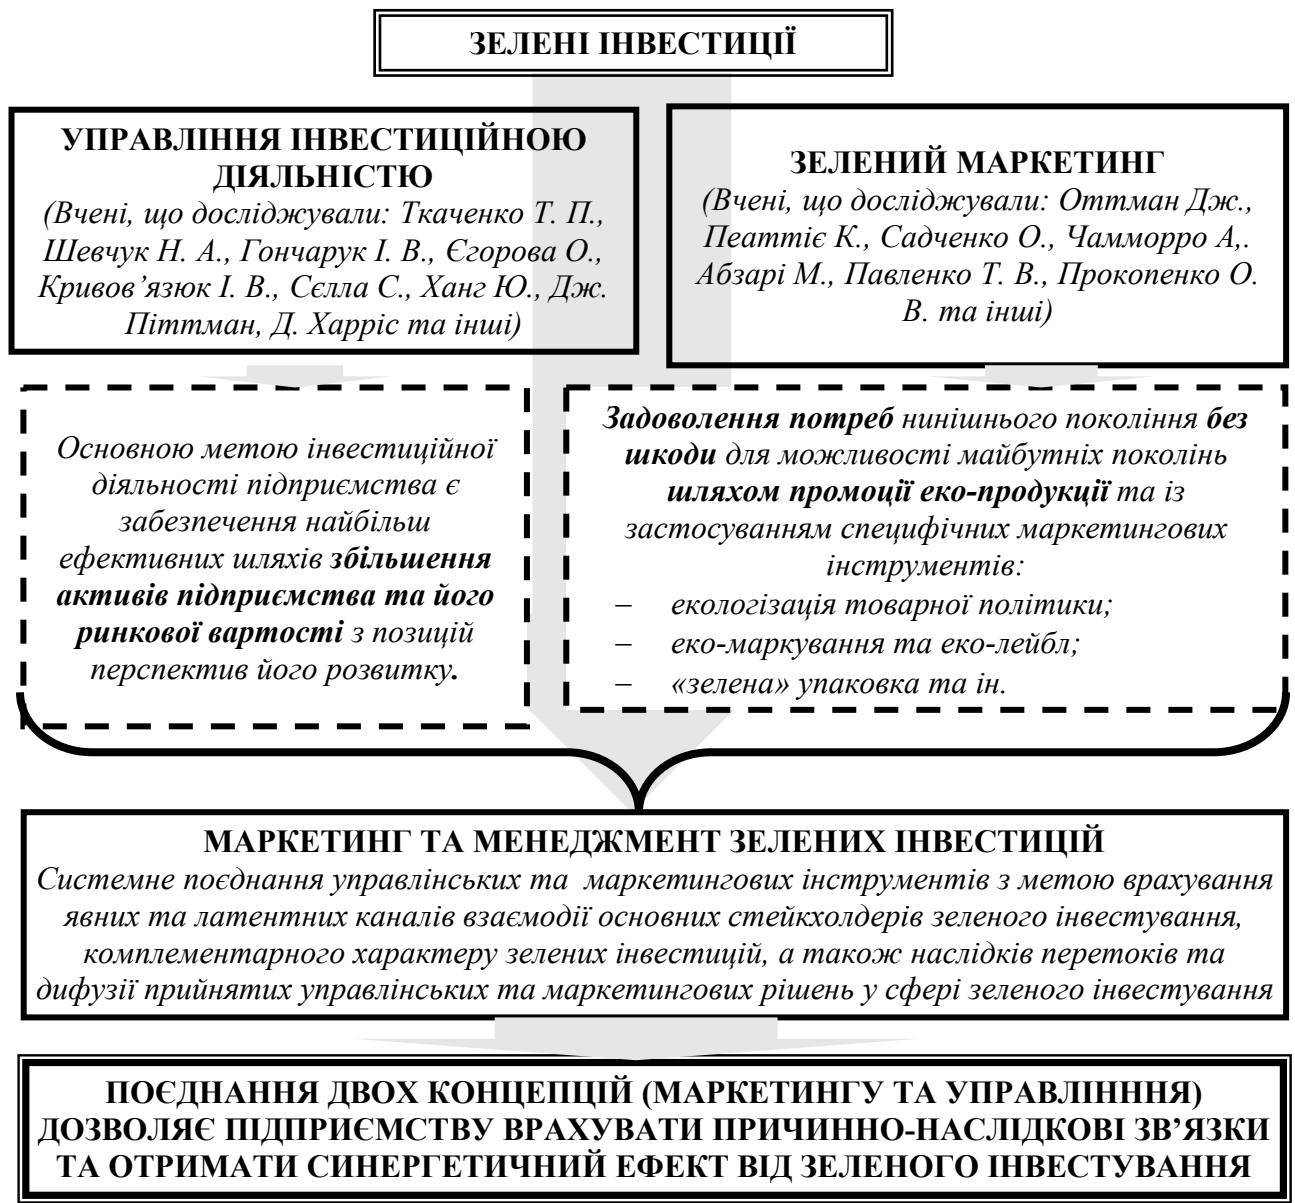 ЗЕЛЕНІ ІНВЕСТИЦІЇ
УПРАВЛІННЯ ІНВЕСТИЦІЙНОЮ
ДІЯЛЬНІСТЮ
(Вчені, що досліджували: Ткаченко Т. П.,
Шевчук Н. А., Гончарук І. В., Єгорова О.,
Кривов’язюк І. В., Сєлла С., Ханг Ю., Дж.
Піттман, Д. Харріс та інші)
ЗЕЛЕНИЙ МАРКЕТИНГ
(Вчені, що досліджували: Оттман Дж.,
Пеаттіє К., Садченко О., Чамморро А,.
Абзарі М., Павленко Т. В., Прокопенко О.
В. та інші)
Основною метою інвестиційної
діяльності підприємства є
забезпечення найбільш
ефективних шляхів збільшення
активів підприємства та його
ринкової вартості з позицій
перспектив його розвитку.
Задоволення потреб нинішнього покоління без
шкоди для можливості майбутніх поколінь
шляхом промоції еко-продукції та із
застосуванням специфічних маркетингових
інструментів:
– екологізація товарної політики;
– еко-маркування та еко-лейбл;
– «зелена» упаковка та ін.
МАРКЕТИНГ ТА МЕНЕДЖМЕНТ ЗЕЛЕНИХ ІНВЕСТИЦІЙ
Системне поєднання управлінських та маркетингових інструментів з метою врахування
явних та латентних каналів взаємодії основних стейкхолдерів зеленого інвестування,
комплементарного характеру зелених інвестицій, а також наслідків перетоків та
дифузії прийнятих управлінських та маркетингових рішень у сфері зеленого інвестування
ПОЄДНАННЯ ДВОХ КОНЦЕПЦІЙ (МАРКЕТИНГУ ТА УПРАВЛІНННЯ)
ДОЗВОЛЯЄ ПІДПРИЄМСТВУ ВРАХУВАТИ ПРИЧИННО-НАСЛІДКОВІ ЗВ’ЯЗКИ
ТА ОТРИМАТИ СИНЕРГЕТИЧНИЙ ЕФЕКТ ВІД ЗЕЛЕНОГО ІНВЕСТУВАННЯ